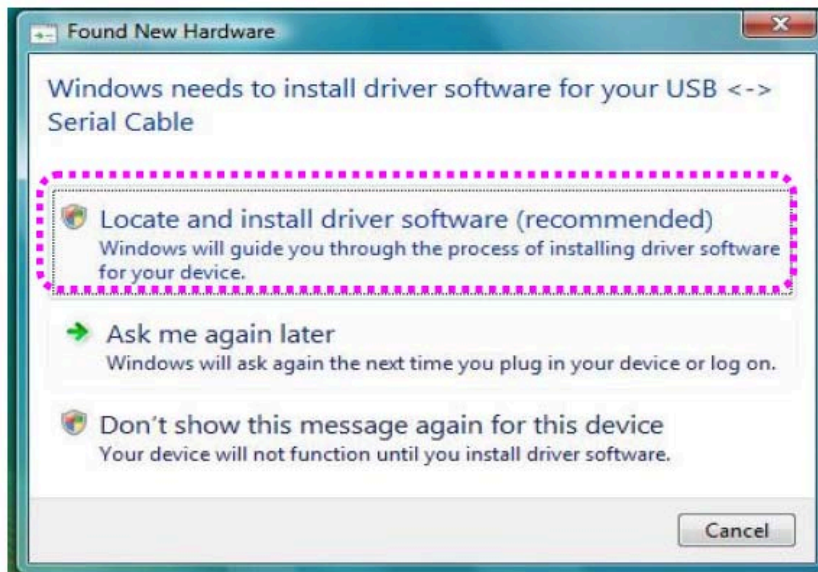 Found New Hardware
Windows needs to install driver software for your USB <->
Serial Cable
Locate and install driver software (recommended)
Windows will guide you through the process of installing driver software
for your device.
Ask me again later
Windows will ask again the next time you plug in your device or log on.
Don't show this message again for this device
Your device will not function until you install driver software.
Cancel